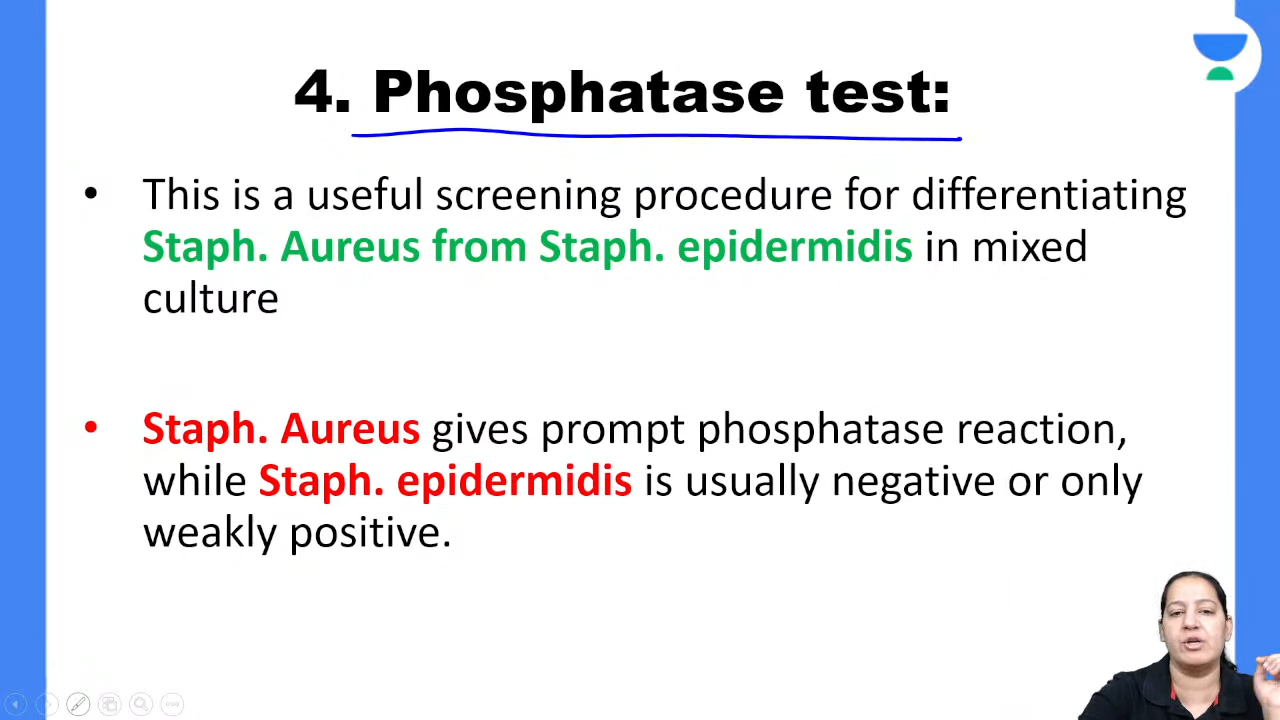 4. Phosphatase test:
• This is a useful screening procedure for differentiating
Staph. Aureus from Staph. epidermidis in mixed
culture
• Staph. Aureus gives prompt phosphatase reaction,
while Staph. epidermidis is usually negative or only
weakly positive.